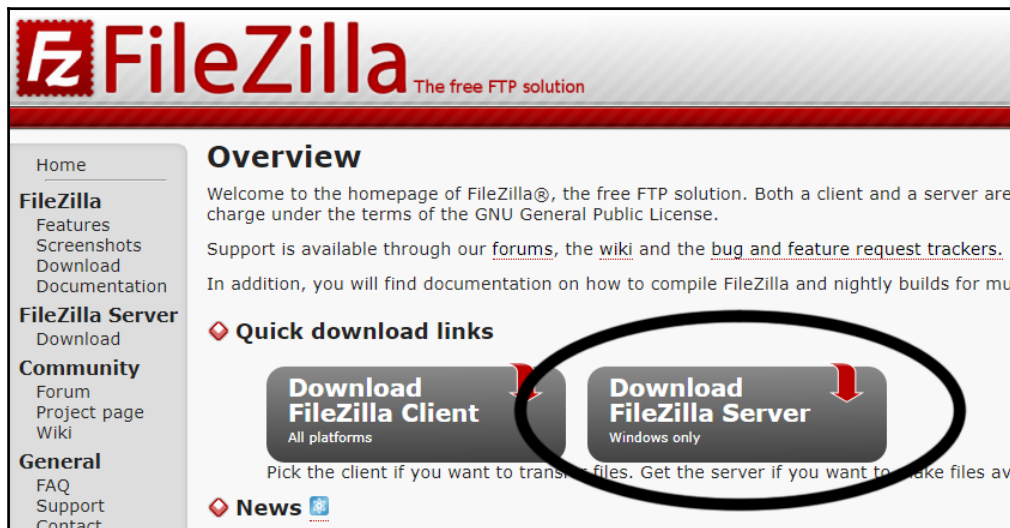 Fz FileZilla The free FTP solution
Home
FileZilla
Features
Screenshots
Download
Documentation
FileZilla Server
Download
Community
Forum
Project page
Wiki
General
FAQ
Support
Contact
Overview
Welcome to the homepage of FileZilla®, the free FTP solution. Both a client and a server are
charge under the terms of the GNU General Public License.
Support is available through our forums, the wiki and the bug and feature request trackers.
In addition, you will find documentation on how to compile FileZilla and nightly builds for
Quick download links
Download
FileZilla Client
All platforms
Download
FileZilla Server
Windows only
Pick the client if you want to transfer files. Get the server if you want to make files
News